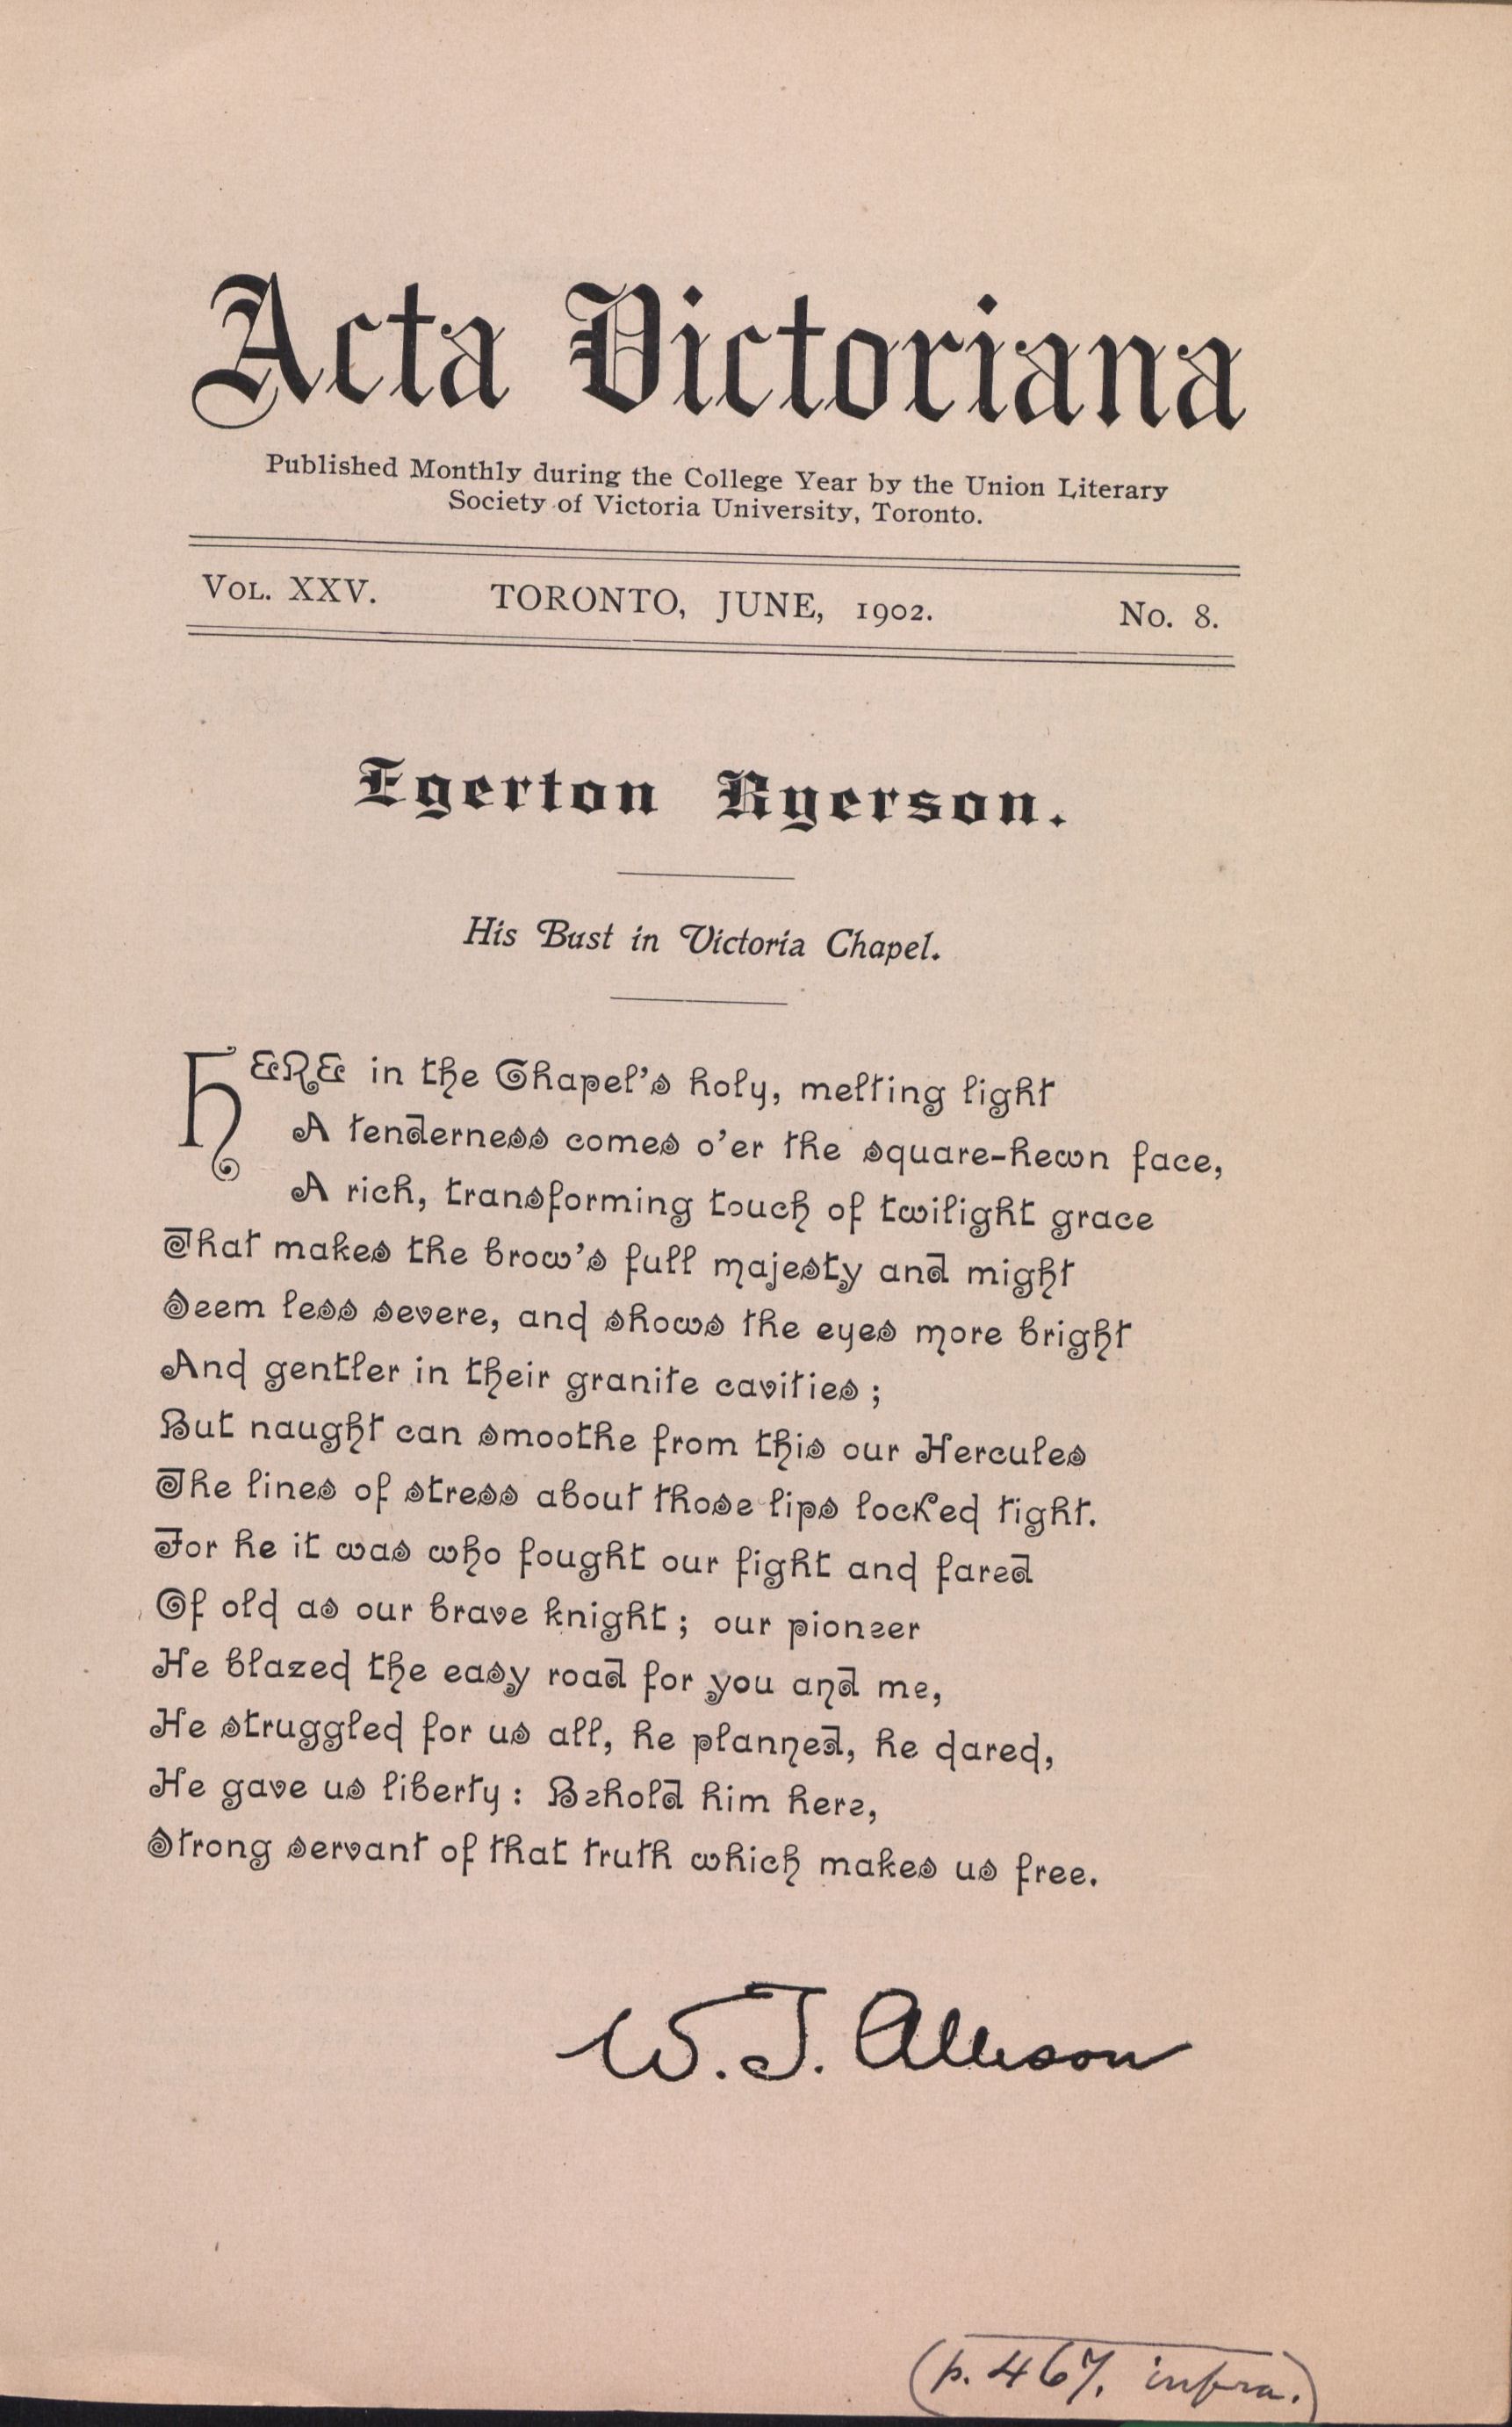 Acta Victoriana
Published Monthly during the College Year by the Union Literary
Society of Victoria University, Toronto.
VOL. XXV. TORONTO, JUNE, 1902. No. 8.
Egerton Ryerson.
His Bust in Victoria Chapel.
HERE in the Chapel's holy, melting light
A tenderness comes o'er the square-hewn face,
A rich, transforming touch of twilight grace
That makes the brow's full majesty and might
Seem less severe, and shows the eyes more bright
And gentler in their granite cavities;
But naught can smoothe from this our Hercules
The lines of stress about those lips locked tight.
For he it was who fought our fight and fared
Of old as our brave knight; our pioneer
He blazed the easy road for you and me,
He struggled for us all, he planned, he dared,
He gave us liberty: Behold him here,
Strong servant of that truth which makes us free.
W. J. Allison
(p. 467, infra.)